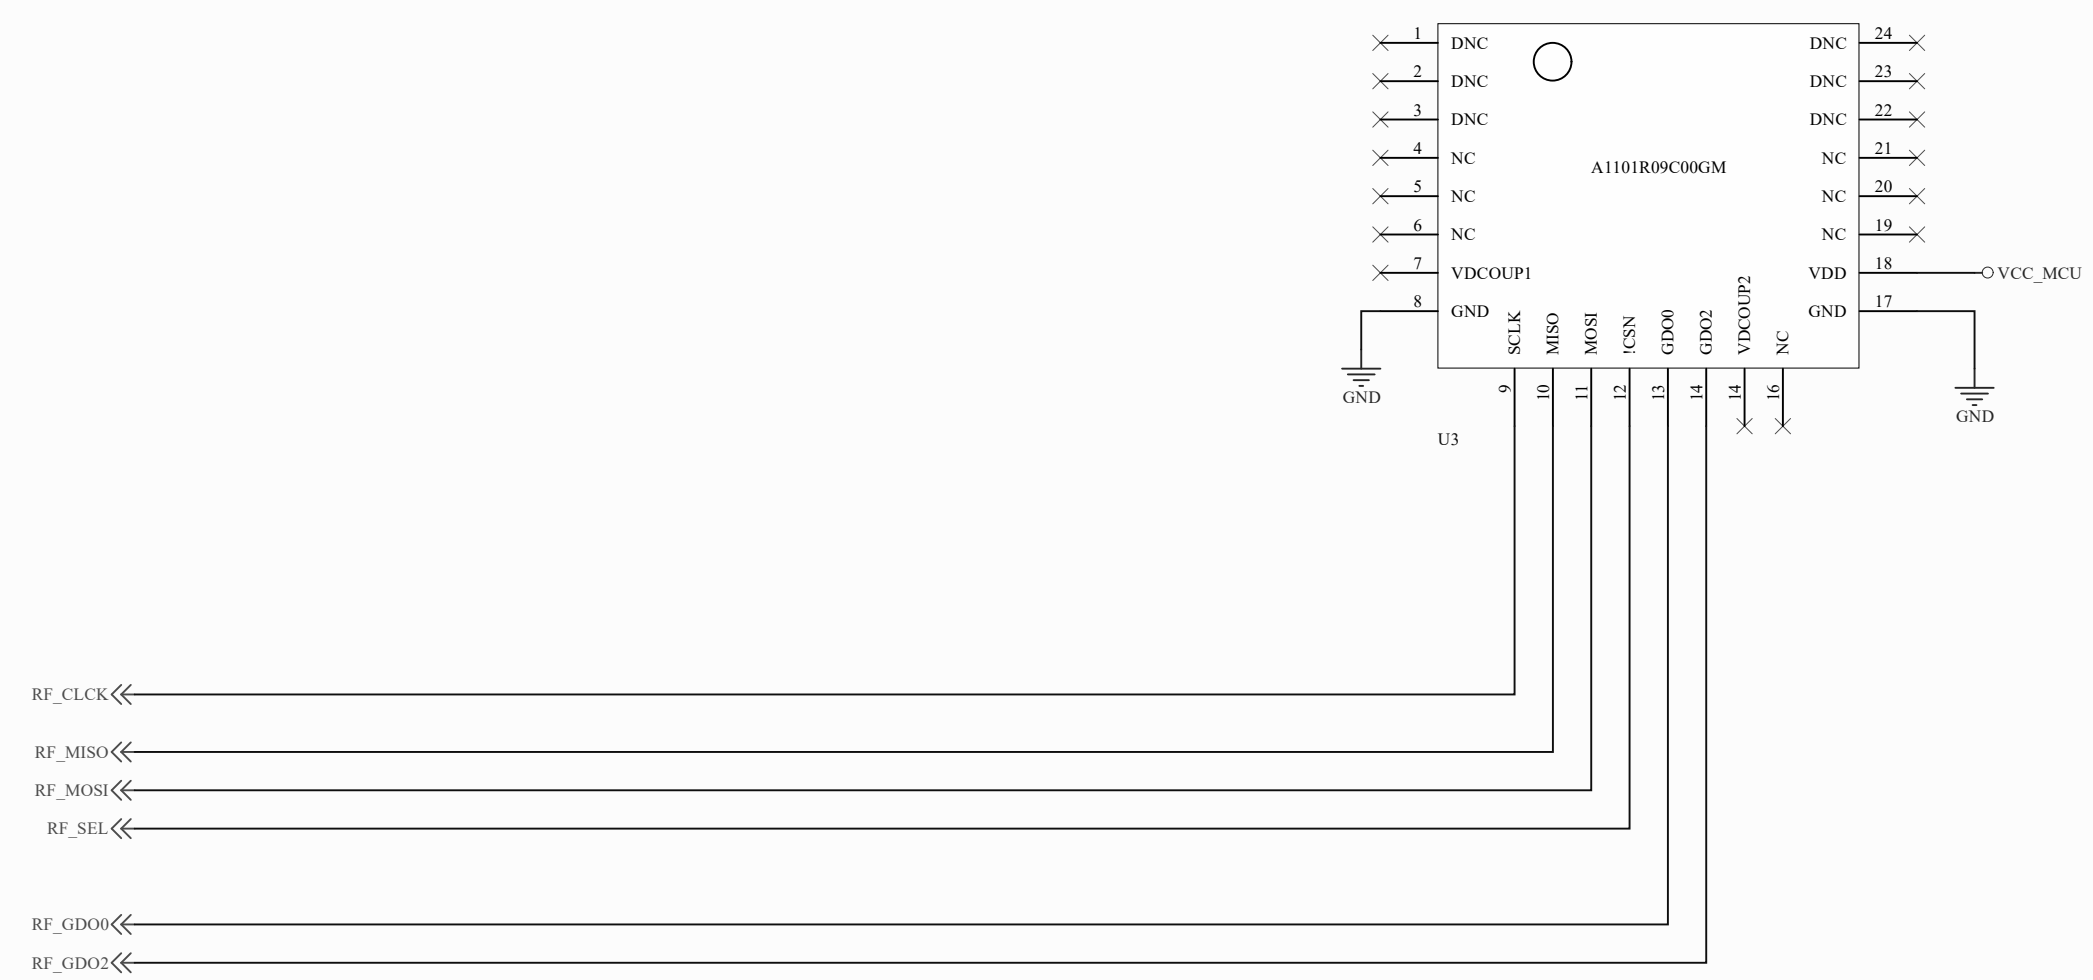 1 DNC DNC 24
2 DNC DNC 23
3 DNC DNC 22
4 NC NC 21
A1101R09C00GM
5 NC NC 20
6 NC NC 19
7 VDCOUP1 VDD 18 VCC_MCU
8 GND GND 17
SCLK MISO MOSI !CSN GDO0 GDO2 VDCOUP2 NC
9 10 11 12 13 14 14 16
GND
GND
U3
RF_CLCK
RF_MISO
RF_MOSI
RF_SEL
RF_GDO0
RF_GDO2